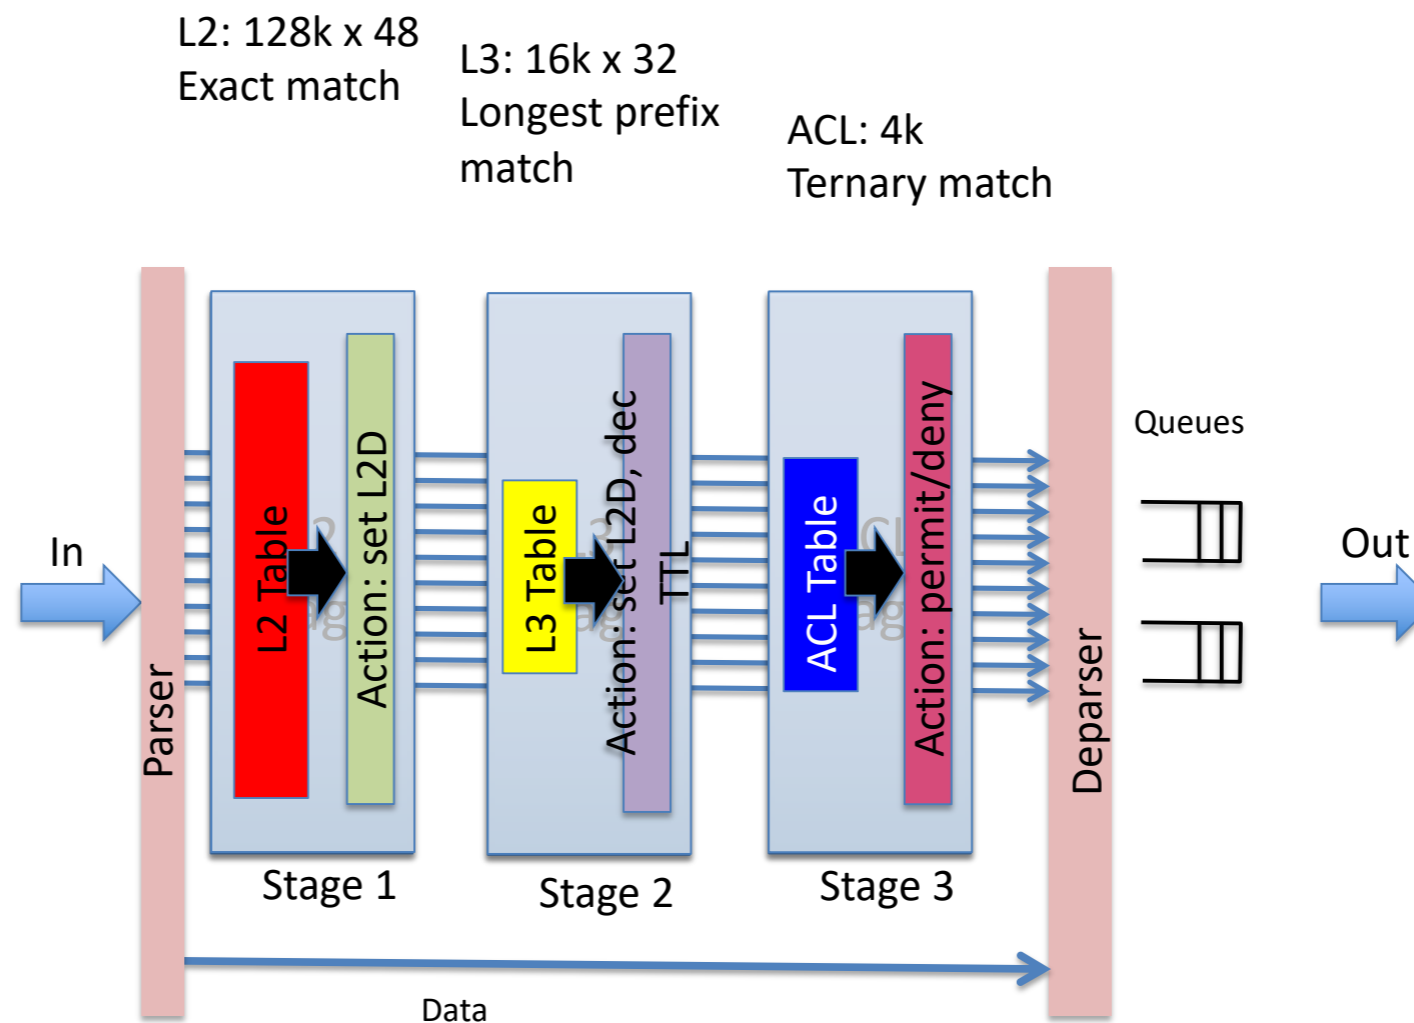 L2: 128k x 48
Exact match
L3: 16k x 32
Longest prefix
match
ACL: 4k
Ternary match
In
Parser
L2 Table
Action: set L2D
Stage 1
L3 Table
Action: set L2D, dec
TTL
Stage 2
ACL Table
Action: permit/deny
Stage 3
Deparser
Queues
Out
Data